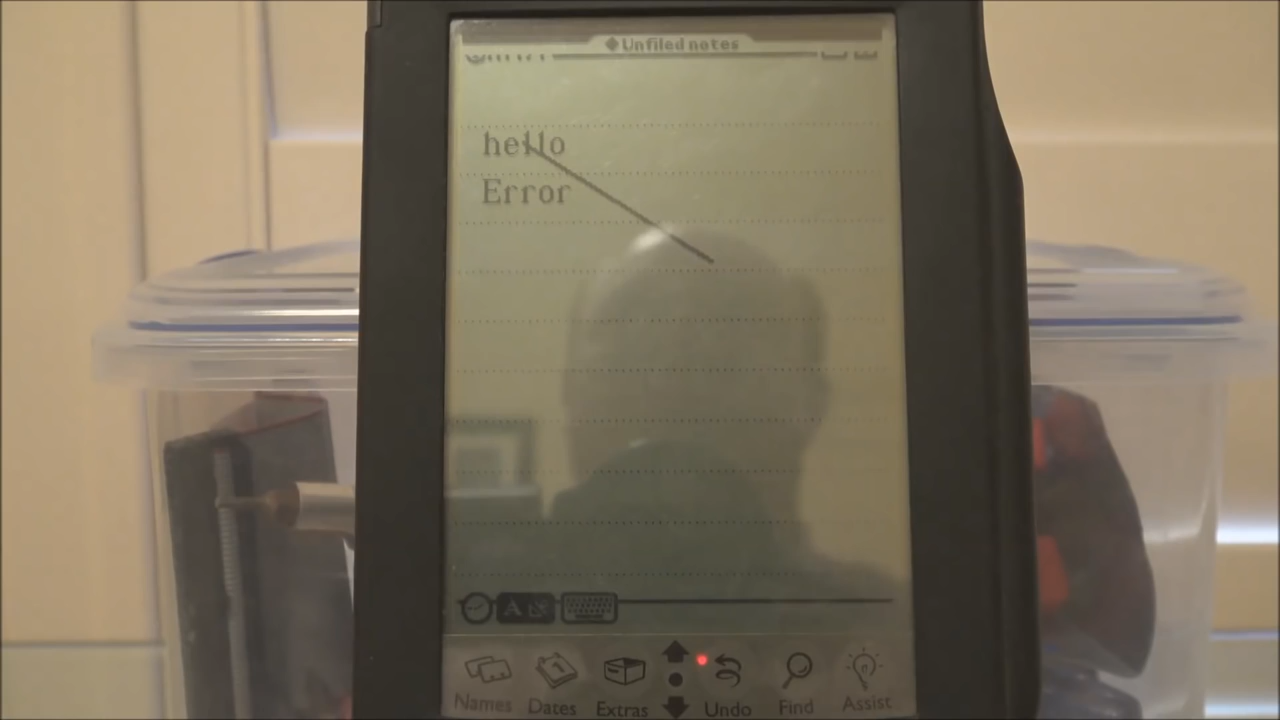 Unfiled notes
hello
Error
A
Names Dates Extras Undo Find Assist